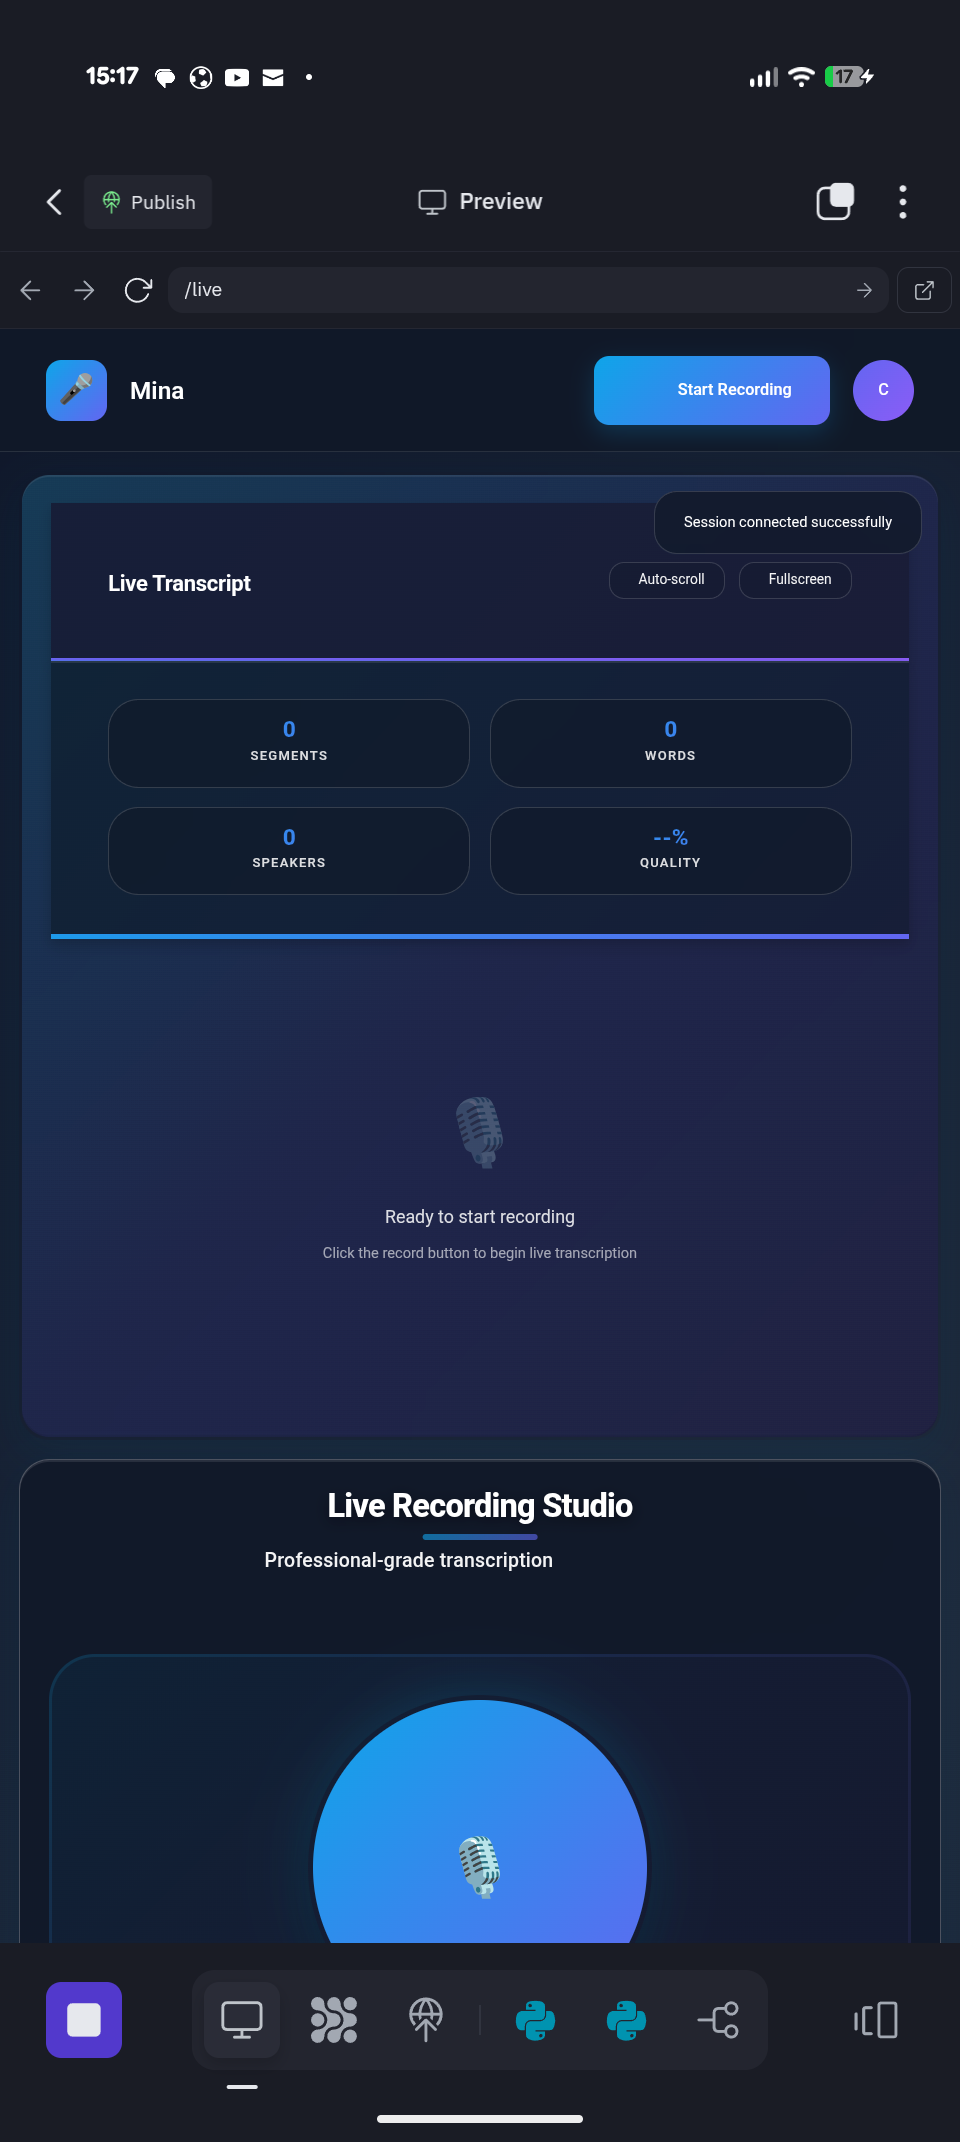 15:17
17
Publish
Preview
/live
Mina
Start Recording
C
Session connected successfully
Live Transcript
Auto-scroll
Fullscreen
0
SEGMENTS
0
WORDS
0
SPEAKERS
--%
QUALITY
Ready to start recording
Click the record button to begin live transcription
Live Recording Studio
Professional-grade transcription